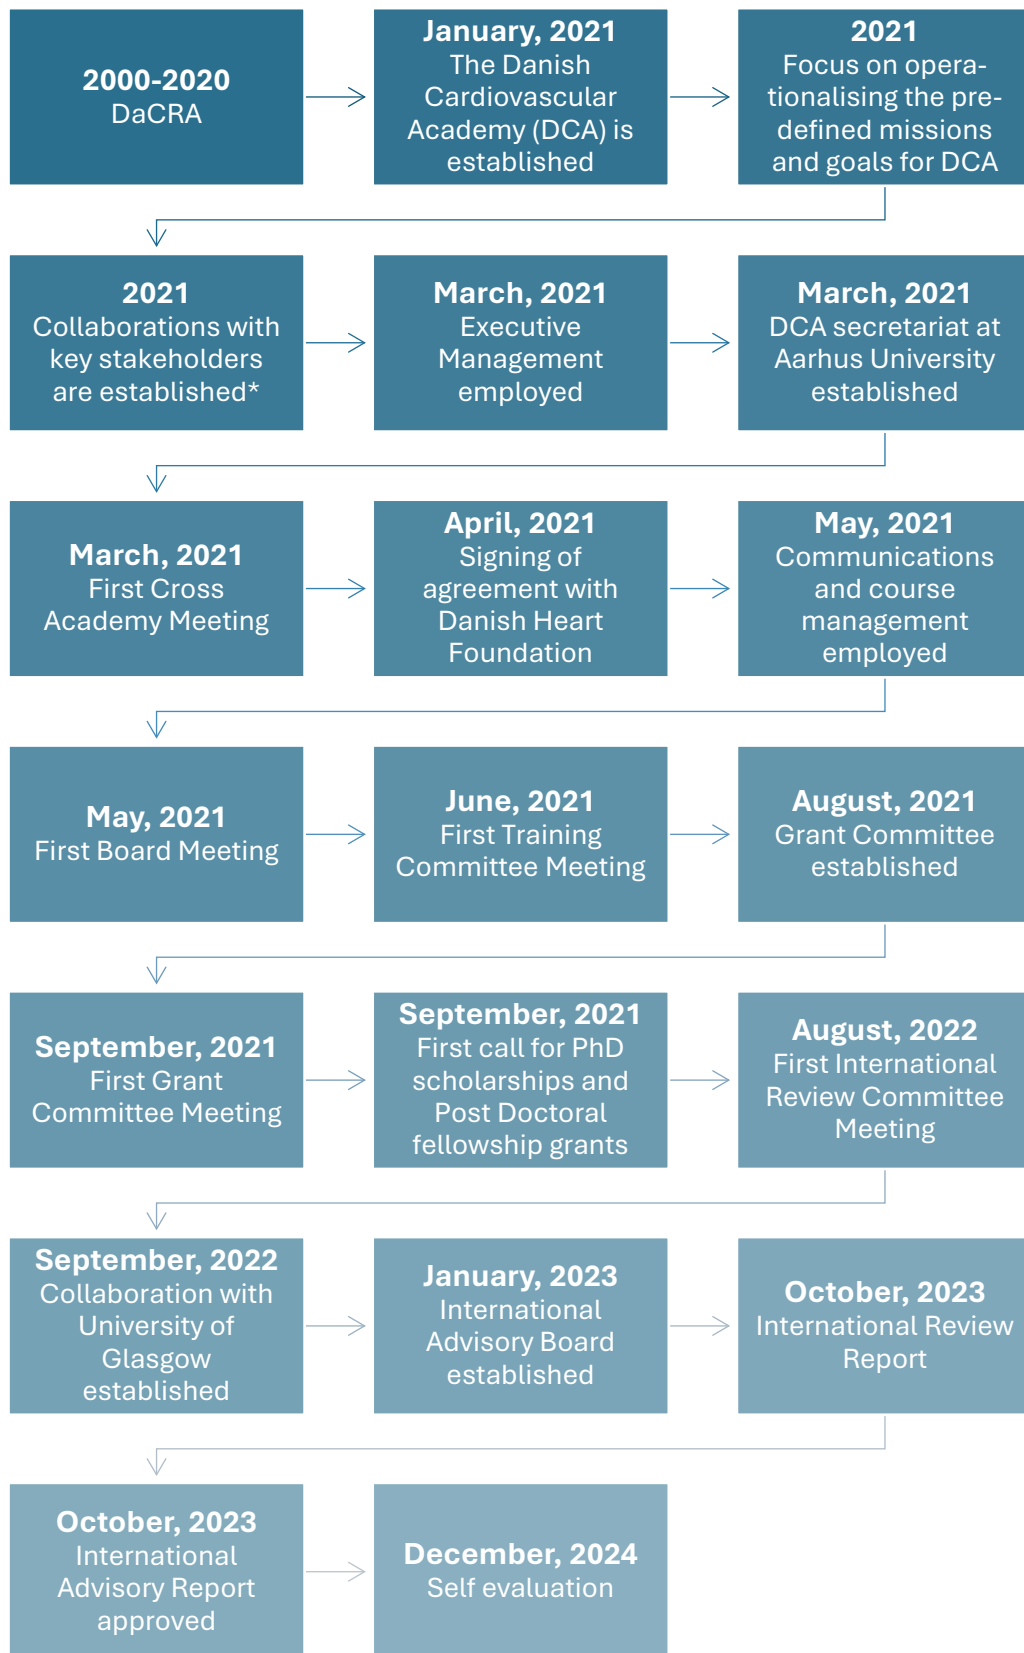 2000-2020
DaCRA
January, 2021
The Danish
Cardiovascular
Academy (DCA) is
established
2021
Focus on opera-
tionalising the pre-
defined missions
and goals for DCA
2021
Collaborations with
key stakeholders
are established*
March, 2021
Executive
Management
employed
March, 2021
DCA secretariat at
Aarhus University
established
March, 2021
First Cross
Academy Meeting
April, 2021
Signing of
agreement with
Danish Heart
Foundation
May, 2021
Communications
and course
management
employed
May, 2021
First Board Meeting
June, 2021
First Training
Committee Meeting
August, 2021
Grant Committee
established
September, 2021
First Grant
Committee Meeting
September, 2021
First call for PhD
scholarships and
Post Doctoral
fellowship grants
August, 2022
First International
Review Committee
Meeting
September, 2022
Collaboration with
University of
Glasgow
established
January, 2023
International
Advisory Board
established
October, 2023
International Review
Report
October, 2023
International
Advisory Report
approved
December, 2024
Self evaluation